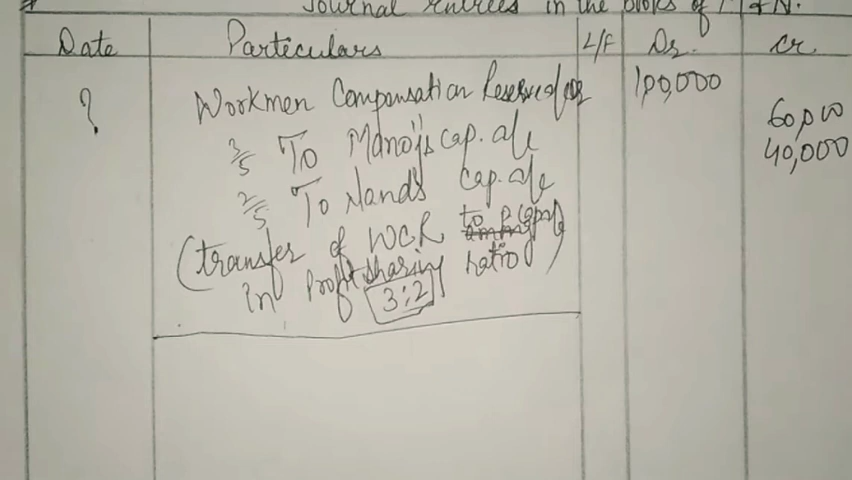 Journal Entries in the books of M & N.
Date Particulars L/F Dr. Cr.
? Workmen Compensation Reserve a/c Dr 1,00,000
3/5 To Manoj's cap. a/c 60,000
2/5 To Nand's cap. a/c 40,000
(transfer of WCR to
in Profit sharing ratio)
3:2